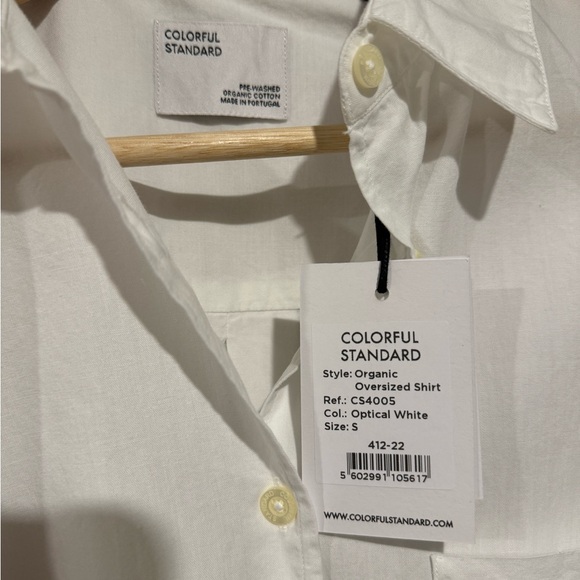 COLORFUL
STANDARD
PRE-WASHED
ORGANIC COTTON
MADE IN PORTUGAL
COLORFUL
STANDARD
Style: Organic
Oversized Shirt
Ref.: CS4005
Col.: Optical White
Size: S
412-22
5 602991 105617
WWW.COLORFULSTANDARD.COM